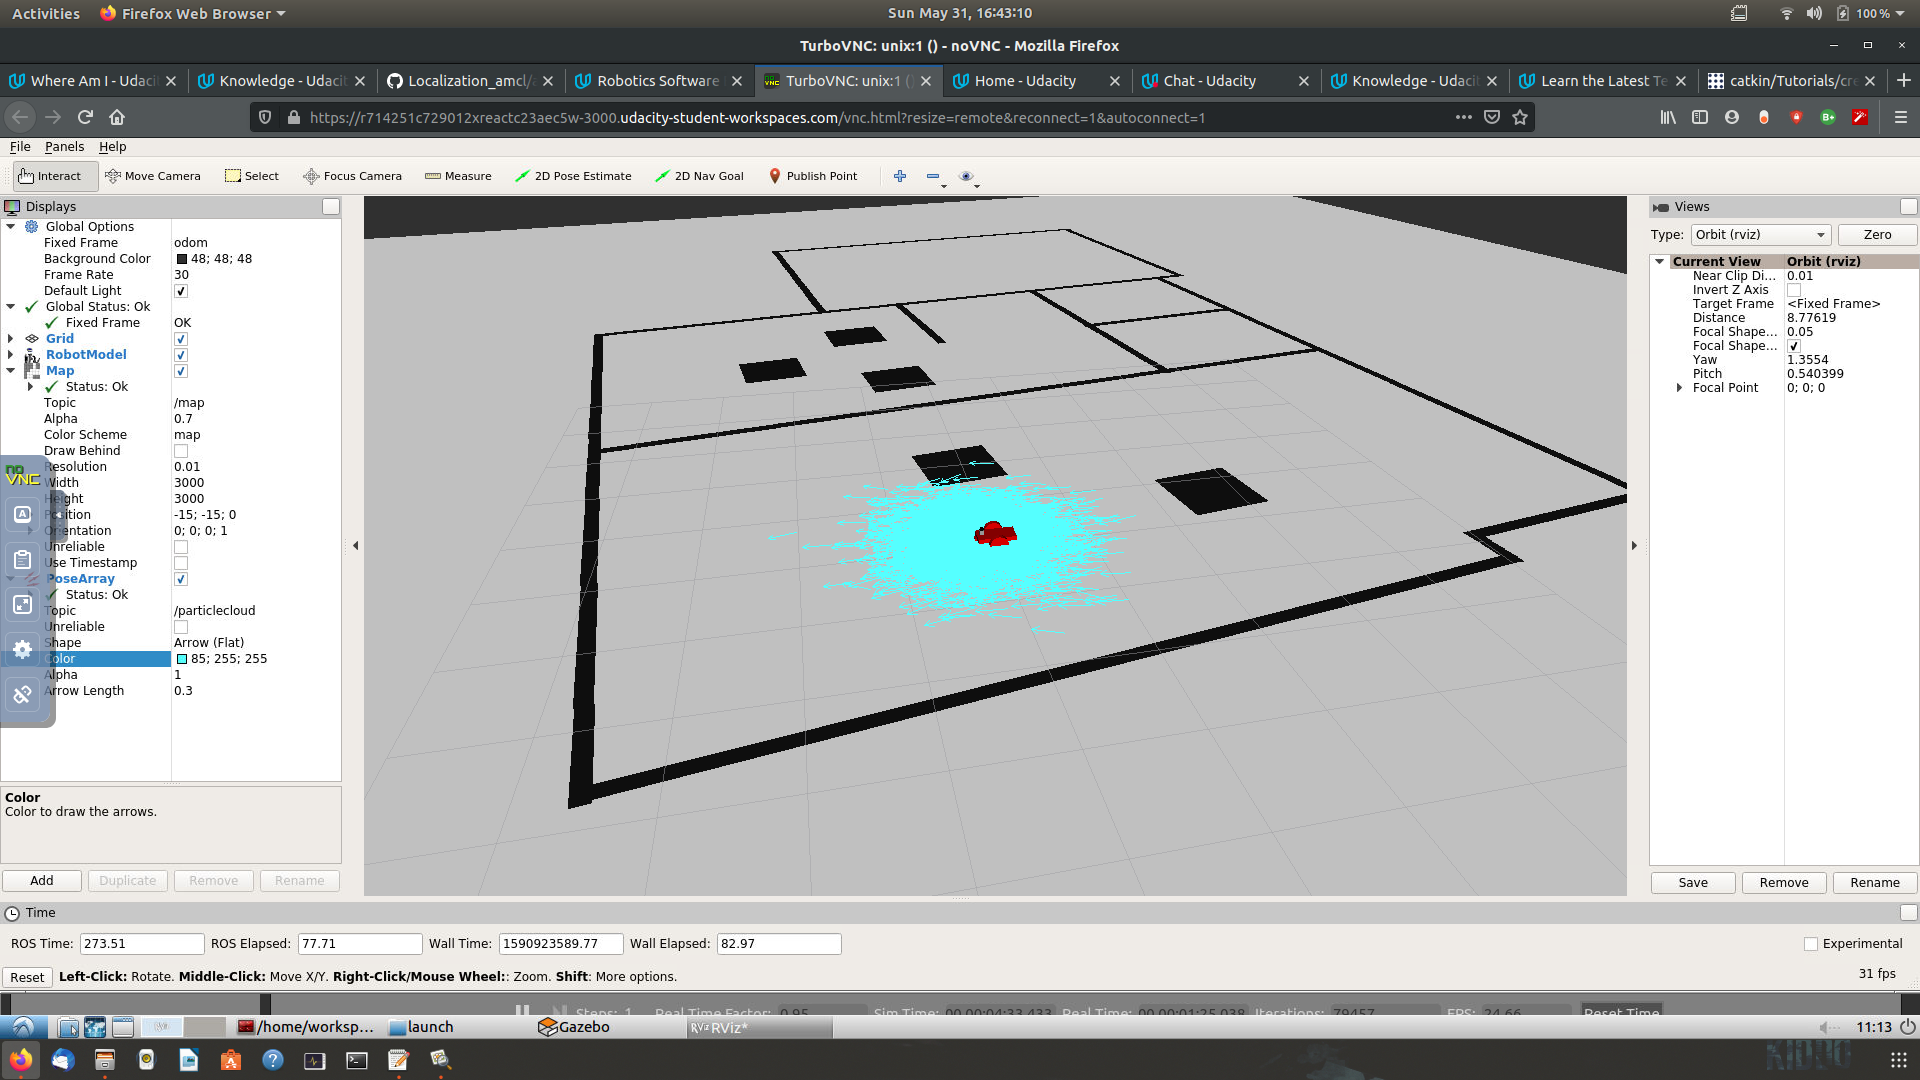 Activities Firefox Web Browser Sun May 31, 16:43:10 100 %
TurboVNC: unix:1 () - noVNC - Mozilla Firefox
Where Am I - Udaci Knowledge - Udaci Localization_amcl/a Robotics Software TurboVNC: unix:1 () Home - Udacity Chat - Udacity Knowledge - Udaci Learn the Latest Te catkin/Tutorials/cre
https://r714251c729012xreactc23aec5w-3000.udacity-student-workspaces.com/vnc.html?resize=remote&reconnect=1&autoconnect=1
File Panels Help
Interact Move Camera Select Focus Camera Measure 2D Pose Estimate 2D Nav Goal Publish Point
Displays
Global Options
Fixed Frame odom
Background Color 48; 48; 48
Frame Rate 30
Default Light
Global Status: Ok
Fixed Frame OK
Grid
RobotModel
Map
Status: Ok
Topic /map
Alpha 0.7
Color Scheme map
Draw Behind
Resolution 0.01
Width 3000
Height 3000
Position -15; -15; 0
Orientation 0; 0; 0; 1
Unreliable
Use Timestamp
PoseArray
Status: Ok
Topic /particlecloud
Unreliable
Shape Arrow (Flat)
Color 85; 255; 255
Alpha 1
Arrow Length 0.3
no
VNC
A
Color
Color to draw the arrows.
Add Duplicate Remove Rename
Views
Type: Orbit (rviz) Zero
Current View Orbit (rviz)
Near Clip Di... 0.01
Invert Z Axis
Target Frame <Fixed Frame>
Distance 8.77619
Focal Shape... 0.05
Focal Shape...
Yaw 1.3554
Pitch 0.540399
Focal Point 0; 0; 0
Save Remove Rename
Time
ROS Time: 273.51 ROS Elapsed: 77.71 Wall Time: 1590923589.77 Wall Elapsed: 82.97 Experimental
Reset Left-Click: Rotate. Middle-Click: Move X/Y. Right-Click/Mouse Wheel:: Zoom. Shift: More options. 31 fps
Steps: 1 Real Time Factor: 0.95 Sim Time: 00 00:04:33.433 Real Time: 00 00:01:25.038 Iterations: 79457 FPS: 24.66 Reset Time
/home/worksp... launch Gazebo RViz RViz* 11:13